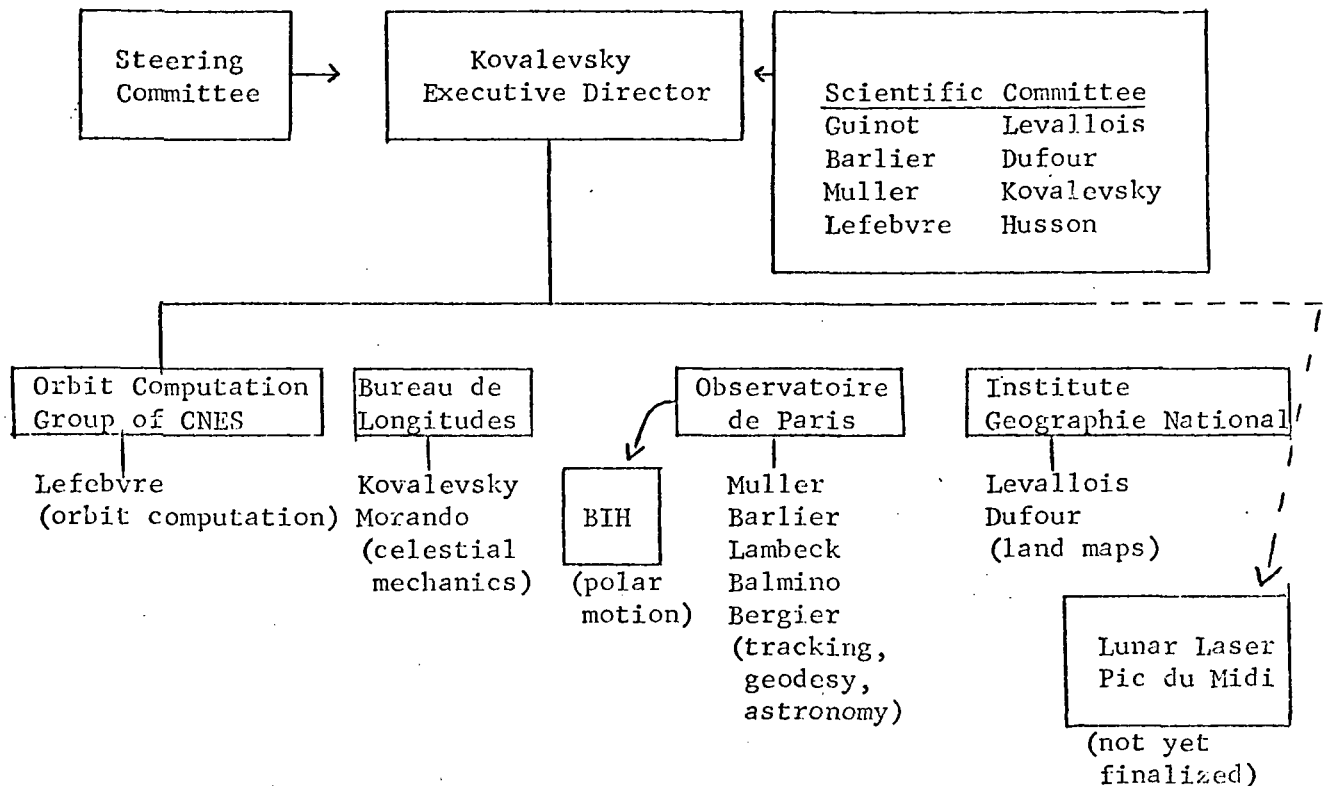 Steering
Committee
Kovalevsky
Executive Director
Scientific Committee
Guinot Levallois
Barlier Dufour
Muller Kovalevsky
Lefebvre Husson
Orbit Computation
Group of CNES
Lefebvre
(orbit computation)
Bureau de
Longitudes
Kovalevsky
Morando
(celestial
mechanics)
BIH
(polar
motion)
Observatoire
de Paris
Muller
Barlier
Lambeck
Balmino
Bergier
(tracking,
geodesy,
astronomy)
Institute
Geographie National
Levallois
Dufour
(land maps)
Lunar Laser
Pic du Midi
(not yet
finalized)